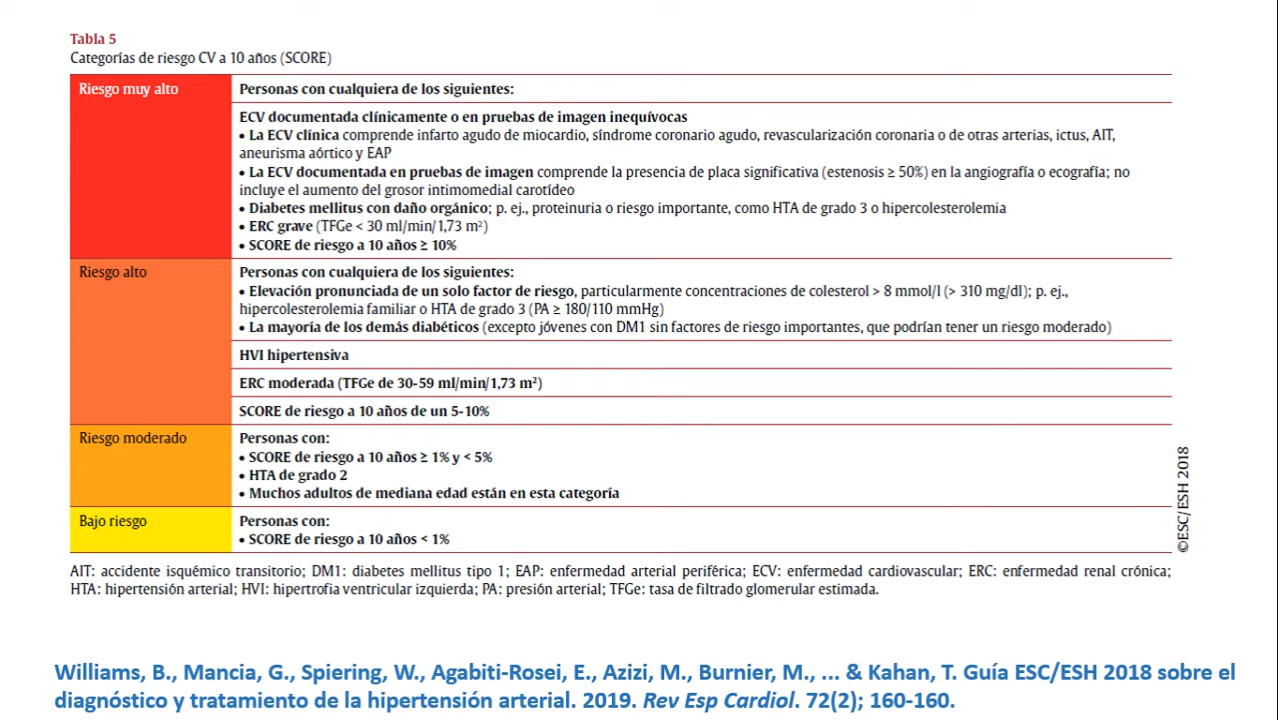 Tabla 5
Categorías de riesgo CV a 10 años (SCORE)
Riesgo muy alto
Personas con cualquiera de los siguientes:
ECV documentada clínicamente o en pruebas de imagen inequívocas
• La ECV clínica comprende infarto agudo de miocardio, síndrome coronario agudo, revascularización coronaria o de otras arterias, ictus, AIT,
aneurisma aórtico y EAP
• La ECV documentada en pruebas de imagen comprende la presencia de placa significativa (estenosis ≥ 50%) en la angiografía o ecografía; no
incluye el aumento del grosor intimomedial carotídeo
• Diabetes mellitus con daño orgánico; p. ej., proteinuria o riesgo importante, como HTA de grado 3 o hipercolesterolemia
• ERC grave (TFGe < 30 ml/min/1,73 m²)
• SCORE de riesgo a 10 años ≥ 10%
Riesgo alto
Personas con cualquiera de los siguientes:
• Elevación pronunciada de un solo factor de riesgo, particularmente concentraciones de colesterol > 8 mmol/l (> 310 mg/dl); p. ej.,
hipercolesterolemia familiar o HTA de grado 3 (PA ≥ 180/110 mmHg)
• La mayoría de los demás diabéticos (excepto jóvenes con DM1 sin factores de riesgo importantes, que podrían tener un riesgo moderado)
HVI hipertensiva
ERC moderada (TFGe de 30-59 ml/min/1,73 m²)
SCORE de riesgo a 10 años de un 5-10%
Riesgo moderado
Personas con:
• SCORE de riesgo a 10 años ≥ 1% y < 5%
• HTA de grado 2
• Muchos adultos de mediana edad están en esta categoría
Bajo riesgo
Personas con:
• SCORE de riesgo a 10 años < 1%
©ESC/ESH 2018
AIT: accidente isquémico transitorio; DM1: diabetes mellitus tipo 1; EAP: enfermedad arterial periférica; ECV: enfermedad cardiovascular; ERC: enfermedad renal crónica;
HTA: hipertensión arterial; HVI: hipertrofia ventricular izquierda; PA: presión arterial; TFGe: tasa de filtrado glomerular estimada.
Williams, B., Mancia, G., Spiering, W., Agabiti-Rosei, E., Azizi, M., Burnier, M., ... & Kahan, T. Guía ESC/ESH 2018 sobre el
diagnóstico y tratamiento de la hipertensión arterial. 2019. Rev Esp Cardiol. 72(2); 160-160.